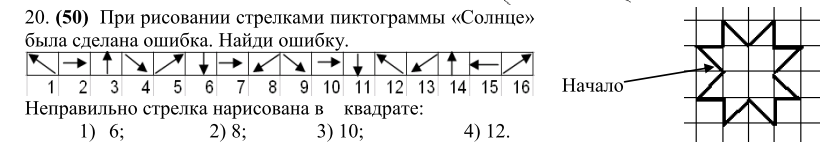 20. (50) При рисовании стрелками пиктограммы «Солнце»
была сделана ошибка. Найди ошибку.
1 2 3 4 5 6 7 8 9 10 11 12 13 14 15 16
Начало
Неправильно стрелка нарисована в квадрате:
1) 6; 2) 8; 3) 10; 4) 12.